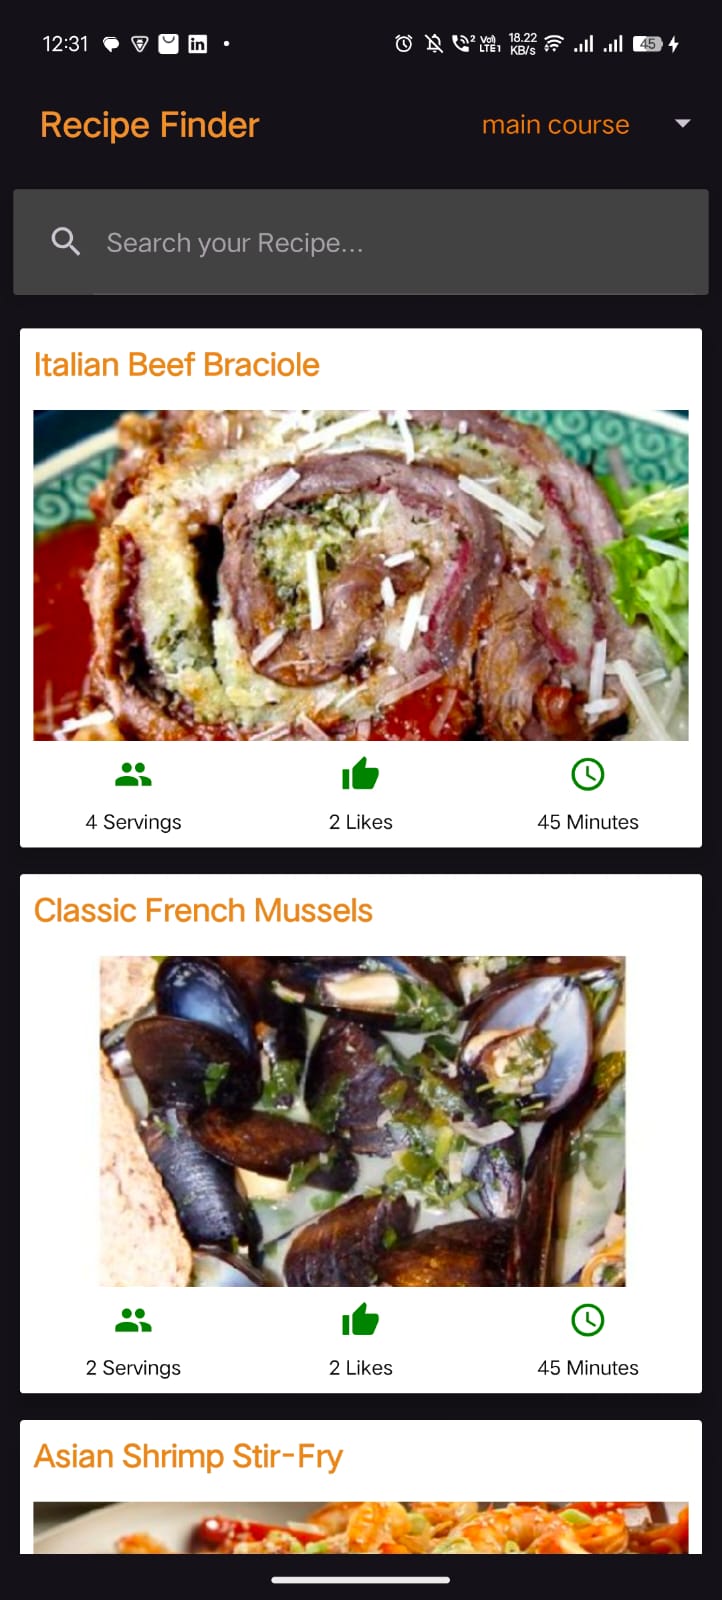 12:31
2 Vo) LTE1 18.22 KB/s 45
Recipe Finder main course
Search your Recipe...
Italian Beef Braciole
4 Servings 2 Likes 45 Minutes
Classic French Mussels
2 Servings 2 Likes 45 Minutes
Asian Shrimp Stir-Fry